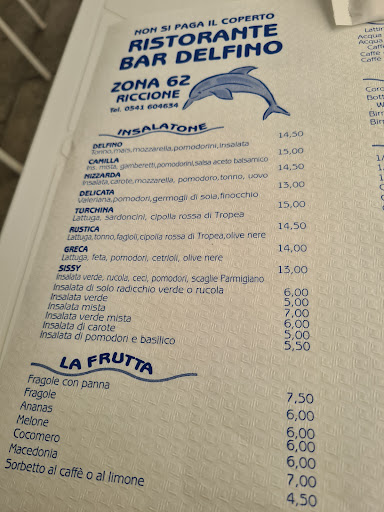 NON SI PAGA IL COPERTO
RISTORANTE
BAR DELFINO
ZONA 62
RICCIONE
Tel. 0541 604634
INSALATONE
DELFINO
Tonno,mais,mozzarella,pomodorini,insalata 14,50
CAMILLA
Ins. mista, gamberetti,pomodorini,salsa aceto balsamico 15,00
NIZZARDA
Insalata,carote,mozzarella, pomodoro,tonno, uovo 14,50
DELICATA
Valeriana,pomodori,germogli di soia,finocchio 13,00
TURCHINA
Lattuga, sardoncini, cipolla rossa di Tropea 15,00
RUSTICA
Lattuga,tonno,fagioli,cipolla rossa di Tropea,olive nere 14,50
GRECA
Lattuga, feta, pomodori, cetrioli, olive nere 14,00
SISSY
Insalata verde, rucola, ceci, pomodori, scaglie Parmigiano 13,00
Insalata di solo radicchio verde o rucola 6,00
Insalata verde 5,00
Insalata mista 7,00
Insalata verde mista 6,00
Insalata di carote 5,00
Insalata di pomodori e basilico 5,50
LA FRUTTA
Fragole con panna 7,50
Fragole 6,00
Ananas 6,00
Melone 6,00
Cocomero 6,00
Macedonia 7,00
Sorbetto al caffè o al limone 4,50
Acqua
Acqua
Caffè
Caffè